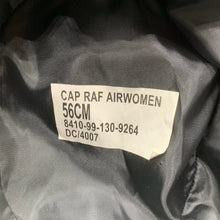 CAP RAF AIRWOMEN
56CM
8410-99-130-9264
DC/4007